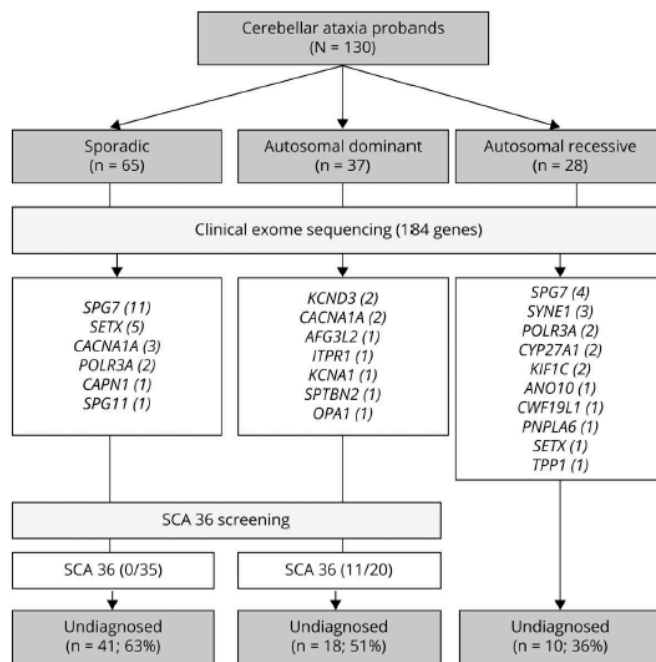 Cerebellar ataxia probands
(N = 130)
Sporadic
(n = 65)
Autosomal dominant
(n = 37)
Autosomal recessive
(n = 28)
Clinical exome sequencing (184 genes)
SPG7 (11)
SETX (5)
CACNA1A (3)
POLR3A (2)
CAPN1 (1)
SPG11 (1)
KCND3 (2)
CACNA1A (2)
AFG3L2 (1)
ITPR1 (1)
KCNA1 (1)
SPTBN2 (1)
OPA1 (1)
SPG7 (4)
SYNE1 (3)
POLR3A (2)
CYP27A1 (2)
KIF1C (2)
ANO10 (1)
CWF19L1 (1)
PNPLA6 (1)
SETX (1)
TPP1 (1)
SCA 36 screening
SCA 36 (0/35)
SCA 36 (11/20)
Undiagnosed
(n = 41; 63%)
Undiagnosed
(n = 18; 51%)
Undiagnosed
(n = 10; 36%)